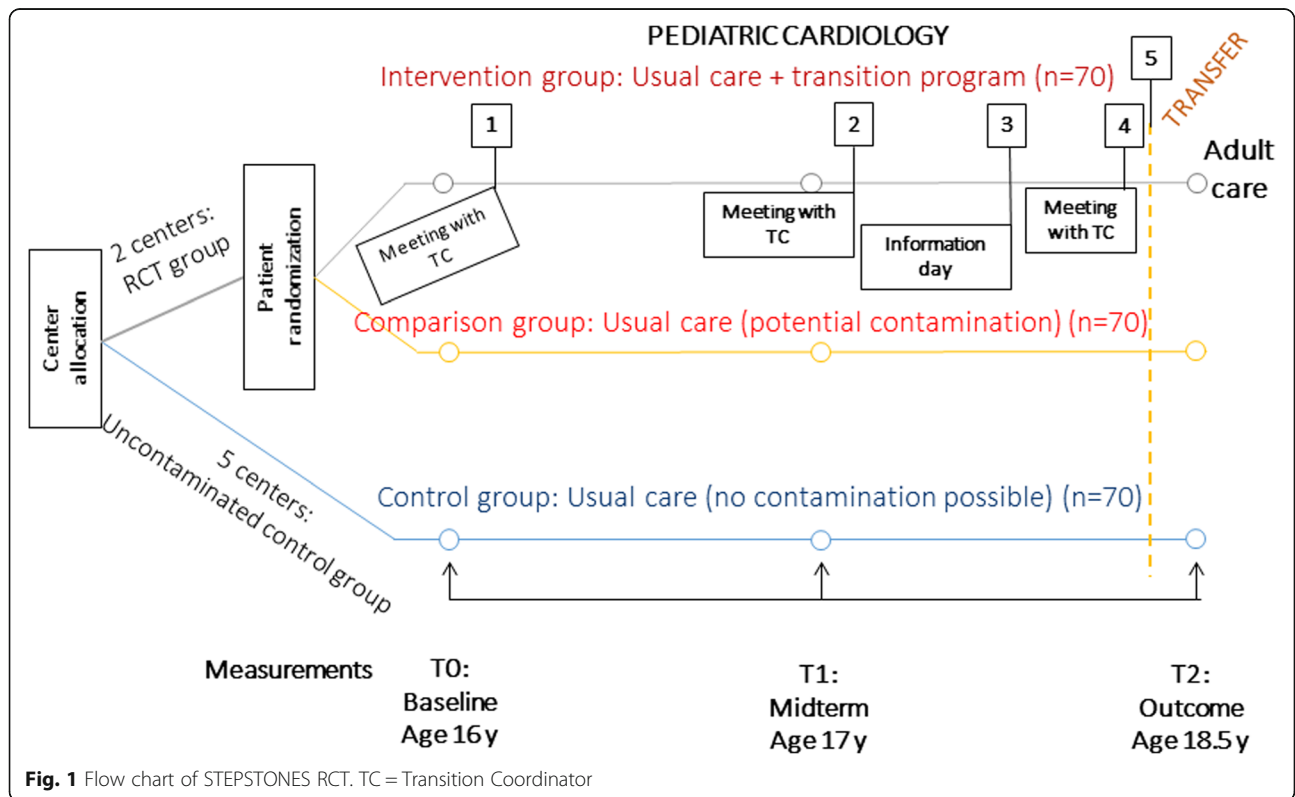 PEDIATRIC CARDIOLOGY
Intervention group: Usual care + transition program (n=70)
5
TRANSFER
1
2
3
4
Adult
care
Meeting with
TC
Meeting with
TC
Information
day
Meeting
with TC
2 centers:
RCT group
Patient
randomization
Center
allocation
Comparison group: Usual care (potential contamination) (n=70)
5 centers:
Uncontaminated control group
Control group: Usual care (no contamination possible) (n=70)
Measurements
T0:
Baseline
Age 16 y
T1:
Midterm
Age 17 y
T2:
Outcome
Age 18.5 y
Fig. 1 Flow chart of STEPSTONES RCT. TC = Transition Coordinator